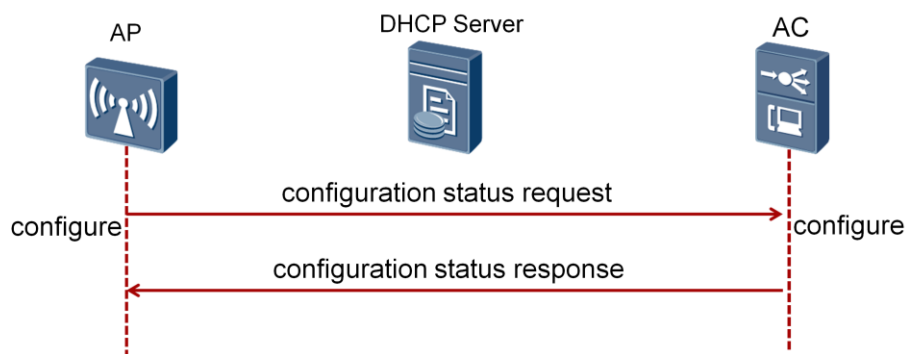 AP
DHCP Server
AC
configuration status request
configure
configure
configuration status response